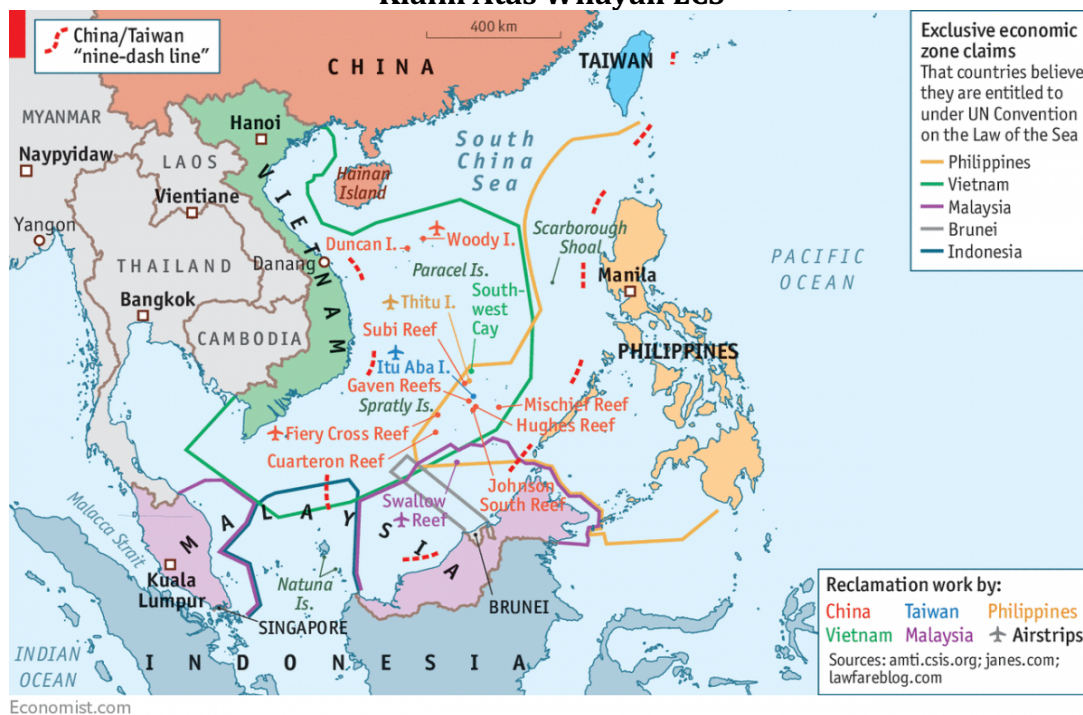 Klaim Atas Wilayah LCS
China/Taiwan
"nine-dash line"
400 km
CHINA
TAIWAN
Exclusive economic
zone claims
That countries believe
they are entitled to
under UN Convention
on the Law of the Sea
Philippines
Vietnam
Malaysia
Brunei
Indonesia
MYANMAR
Hanoi
Naypyidaw
LAOS
Hainan
Island
South
China
Sea
Vientiane
VIETNAM
Yangon
Duncan I.
Woody I.
Scarborough
Shoal
THAILAND
Danang
Paracel Is.
PACIFIC
OCEAN
Manila
Bangkok
Thitu I.
South-
west
Cay
Subi Reef
CAMBODIA
Itu Aba I.
PHILIPPINES
Gaven Reefs
Spratly Is.
Mischief Reef
Hughes Reef
Fiery Cross Reef
Cuarteron Reef
Johnson
South Reef
Swallow
Reef
Malacca Strait
MALAYSIA
Kuala
Lumpur
Natuna
Is.
BRUNEI
SINGAPORE
INDIAN
OCEAN
INDONESIA
Reclamation work by:
China Taiwan Philippines
Vietnam Malaysia Airstrips
Sources: amti.csis.org; janes.com;
lawfareblog.com
Economist.com